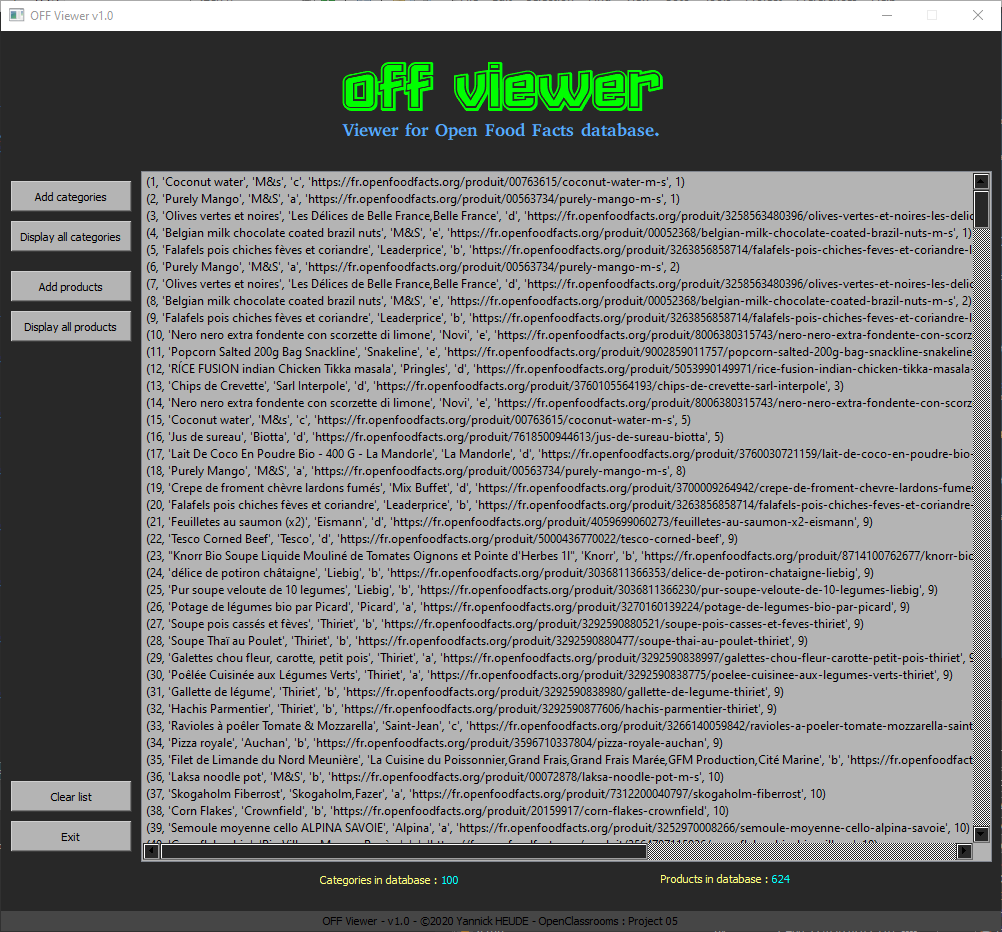 OFF Viewer v1.0
off viewer
Viewer for Open Food Facts database.
Add categories
Display all categories
Add products
Display all products
Clear list
Exit
(1, 'Coconut water', 'M&s', 'c', 'https://fr.openfoodfacts.org/produit/00763615/coconut-water-m-s', 1)
(2, 'Purely Mango', 'M&S', 'a', 'https://fr.openfoodfacts.org/produit/00563734/purely-mango-m-s', 1)
(3, 'Olives vertes et noires', 'Les Délices de Belle France,Belle France', 'd', 'https://fr.openfoodfacts.org/produit/3258563480396/olives-vertes-et-noires-les-delic
(4, 'Belgian milk chocolate coated brazil nuts', 'M&S', 'e', 'https://fr.openfoodfacts.org/produit/00052368/belgian-milk-chocolate-coated-brazil-nuts-m-s', 1)
(5, 'Falafels pois chiches fèves et coriandre', 'Leaderprice', 'b', 'https://fr.openfoodfacts.org/produit/3263856858714/falafels-pois-chiches-feves-et-coriandre-l
(6, 'Purely Mango', 'M&S', 'a', 'https://fr.openfoodfacts.org/produit/00563734/purely-mango-m-s', 2)
(7, 'Olives vertes et noires', 'Les Délices de Belle France,Belle France', 'd', 'https://fr.openfoodfacts.org/produit/3258563480396/olives-vertes-et-noires-les-delic
(8, 'Belgian milk chocolate coated brazil nuts', 'M&S', 'e', 'https://fr.openfoodfacts.org/produit/00052368/belgian-milk-chocolate-coated-brazil-nuts-m-s', 2)
(9, 'Falafels pois chiches fèves et coriandre', 'Leaderprice', 'b', 'https://fr.openfoodfacts.org/produit/3263856858714/falafels-pois-chiches-feves-et-coriandre-l
(10, 'Nero nero extra fondente con scorzette di limone', 'Novi', 'e', 'https://fr.openfoodfacts.org/produit/8006380315743/nero-nero-extra-fondente-con-scorz
(11, 'Popcorn Salted 200g Bag Snackline', 'Snakeline', 'e', 'https://fr.openfoodfacts.org/produit/9002859011757/popcorn-salted-200g-bag-snackline-snakeline
(12, 'RÍCE FUSION indian Chicken Tikka masala', 'Pringles', 'd', 'https://fr.openfoodfacts.org/produit/5053990149971/rice-fusion-indian-chicken-tikka-masala-
(13, 'Chips de Crevette', 'Sarl Interpole', 'd', 'https://fr.openfoodfacts.org/produit/3760105564193/chips-de-crevette-sarl-interpole', 3)
(14, 'Nero nero extra fondente con scorzette di limone', 'Novi', 'e', 'https://fr.openfoodfacts.org/produit/8006380315743/nero-nero-extra-fondente-con-scorz
(15, 'Coconut water', 'M&s', 'c', 'https://fr.openfoodfacts.org/produit/00763615/coconut-water-m-s', 5)
(16, 'Jus de sureau', 'Biotta', 'd', 'https://fr.openfoodfacts.org/produit/7618500944613/jus-de-sureau-biotta', 5)
(17, 'Lait De Coco En Poudre Bio - 400 G - La Mandorle', 'La Mandorle', 'd', 'https://fr.openfoodfacts.org/produit/3760030721159/lait-de-coco-en-poudre-bio-
(18, 'Purely Mango', 'M&S', 'a', 'https://fr.openfoodfacts.org/produit/00563734/purely-mango-m-s', 8)
(19, 'Crepe de froment chèvre lardons fumés', 'Mix Buffet', 'd', 'https://fr.openfoodfacts.org/produit/3700009264942/crepe-de-froment-chevre-lardons-fumes
(20, 'Falafels pois chiches fèves et coriandre', 'Leaderprice', 'b', 'https://fr.openfoodfacts.org/produit/3263856858714/falafels-pois-chiches-feves-et-coriandre-
(21, 'Feuilletes au saumon (x2)', 'Eismann', 'd', 'https://fr.openfoodfacts.org/produit/4059699060273/feuilletes-au-saumon-x2-eismann', 9)
(22, 'Tesco Corned Beef', 'Tesco', 'd', 'https://fr.openfoodfacts.org/produit/5000436770022/tesco-corned-beef', 9)
(23, "Knorr Bio Soupe Liquide Mouliné de Tomates Oignons et Pointe d'Herbes 1l", 'Knorr', 'b', 'https://fr.openfoodfacts.org/produit/8714100762677/knorr-bio
(24, 'délice de potiron châtaigne', 'Liebig', 'b', 'https://fr.openfoodfacts.org/produit/3036811366353/delice-de-potiron-chataigne-liebig', 9)
(25, 'Pur soupe veloute de 10 legumes', 'Liebig', 'b', 'https://fr.openfoodfacts.org/produit/3036811366230/pur-soupe-veloute-de-10-legumes-liebig', 9)
(26, 'Potage de légumes bio par Picard', 'Picard', 'a', 'https://fr.openfoodfacts.org/produit/3270160139224/potage-de-legumes-bio-par-picard', 9)
(27, 'Soupe pois cassés et fèves', 'Thiriet', 'b', 'https://fr.openfoodfacts.org/produit/3292590880521/soupe-pois-casses-et-feves-thiriet', 9)
(28, 'Soupe Thaï au Poulet', 'Thiriet', 'b', 'https://fr.openfoodfacts.org/produit/3292590880477/soupe-thai-au-poulet-thiriet', 9)
(29, 'Galettes chou fleur, carotte, petit pois', 'Thiriet', 'a', 'https://fr.openfoodfacts.org/produit/3292590838997/galettes-chou-fleur-carotte-petit-pois-thiriet', 9
(30, 'Poêlée Cuisinée aux Légumes Verts', 'Thiriet', 'a', 'https://fr.openfoodfacts.org/produit/3292590838775/poelee-cuisinee-aux-legumes-verts-thiriet', 9)
(31, 'Gallette de légume', 'Thiriet', 'b', 'https://fr.openfoodfacts.org/produit/3292590838980/gallette-de-legume-thiriet', 9)
(32, 'Hachis Parmentier', 'Thiriet', 'b', 'https://fr.openfoodfacts.org/produit/3292590877606/hachis-parmentier-thiriet', 9)
(33, 'Ravioles à poêler Tomate & Mozzarella', 'Saint-Jean', 'c', 'https://fr.openfoodfacts.org/produit/3266140059842/ravioles-a-poeler-tomate-mozzarella-saint
(34, 'Pizza royale', 'Auchan', 'b', 'https://fr.openfoodfacts.org/produit/3596710337804/pizza-royale-auchan', 9)
(35, 'Filet de Limande du Nord Meunière', 'La Cuisine du Poissonnier,Grand Frais,Grand Frais Marée,GFM Production,Cité Marine', 'b', 'https://fr.openfoodfact
(36, 'Laksa noodle pot', 'M&S', 'b', 'https://fr.openfoodfacts.org/produit/00072878/laksa-noodle-pot-m-s', 10)
(37, 'Skogaholm Fiberrost', 'Skogaholm,Fazer', 'a', 'https://fr.openfoodfacts.org/produit/7312200040797/skogaholm-fiberrost', 10)
(38, 'Corn Flakes', 'Crownfield', 'b', 'https://fr.openfoodfacts.org/produit/20159917/corn-flakes-crownfield', 10)
(39, 'Semoule moyenne cello ALPINA SAVOIE', 'Alpina', 'a', 'https://fr.openfoodfacts.org/produit/3252970008266/semoule-moyenne-cello-alpina-savoie', 10)
Categories in database : 100
Products in database : 624
OFF Viewer - v1.0 - ©2020 Yannick HEUDE - OpenClassrooms : Project 05